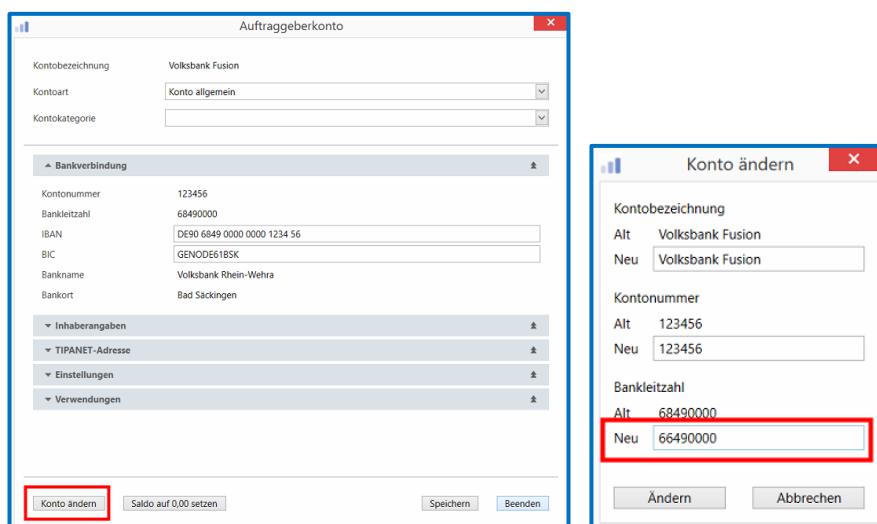 Auftraggeberkonto
Kontobezeichnung Volksbank Fusion
Kontoart Konto allgemein
Kontokategorie
Bankverbindung
Kontonummer 123456
Bankleitzahl 68490000
IBAN DE90 6849 0000 0000 1234 56
BIC GENODE61BSK
Bankname Volksbank Rhein-Wehra
Bankort Bad Säckingen
Inhaberangaben
TIPANET-Adresse
Einstellungen
Verwendungen
Konto ändern Saldo auf 0,00 setzen Speichern Beenden
Konto ändern
Kontobezeichnung
Alt Volksbank Fusion
Neu Volksbank Fusion
Kontonummer
Alt 123456
Neu 123456
Bankleitzahl
Alt 68490000
Neu 66490000
Ändern Abbrechen